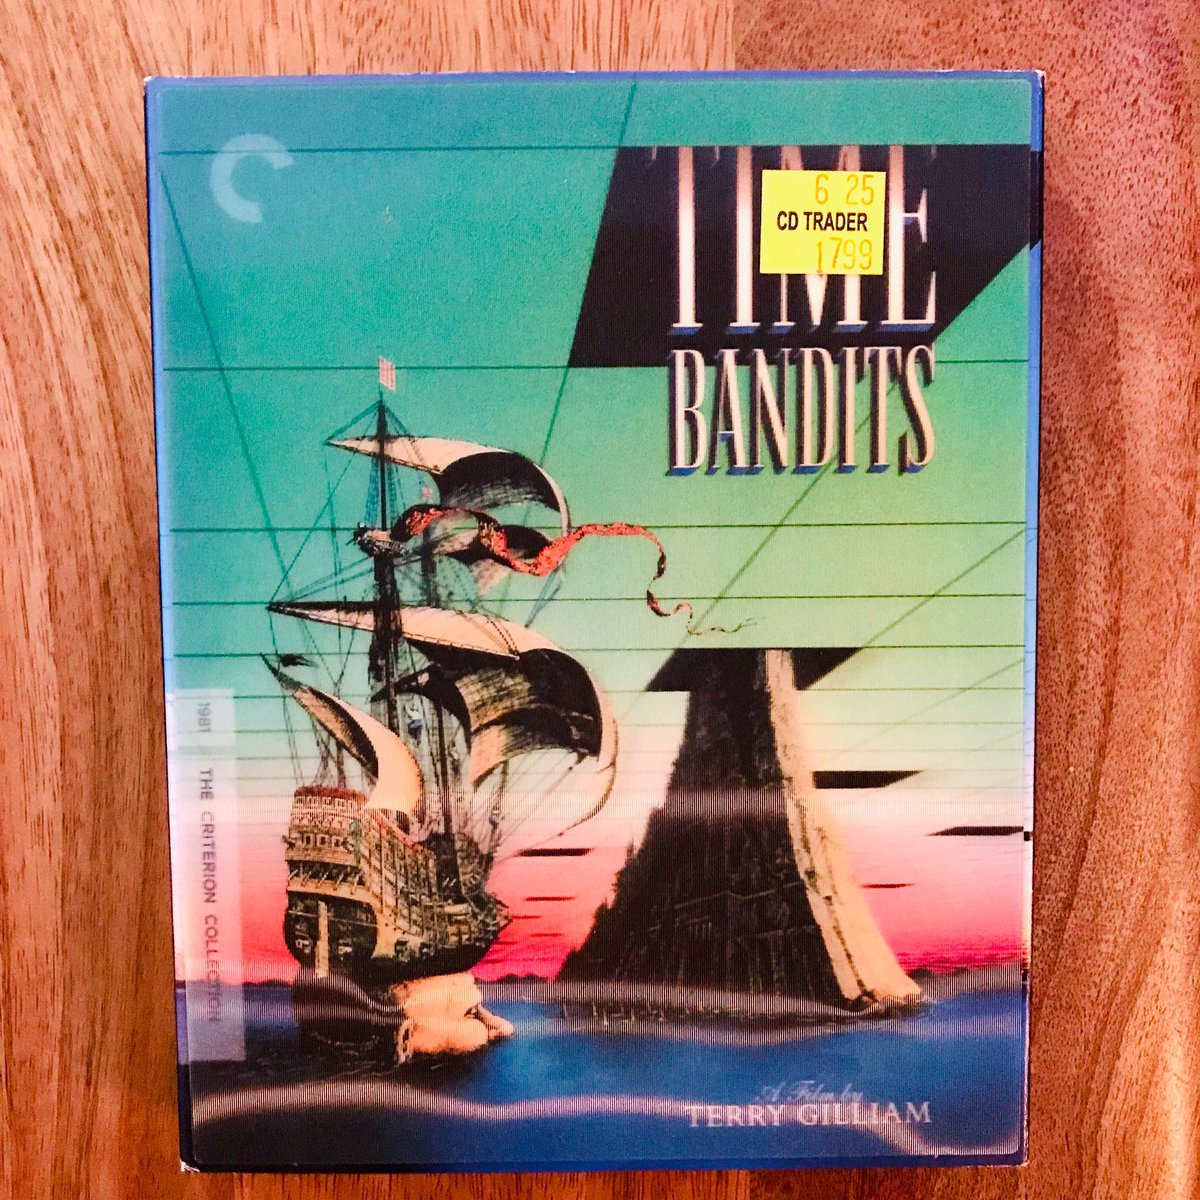 TIME
6 25
CD TRADER
1799
BANDITS
1981 THE CRITERION COLLECTION
A Film by
TERRY GILLIAM